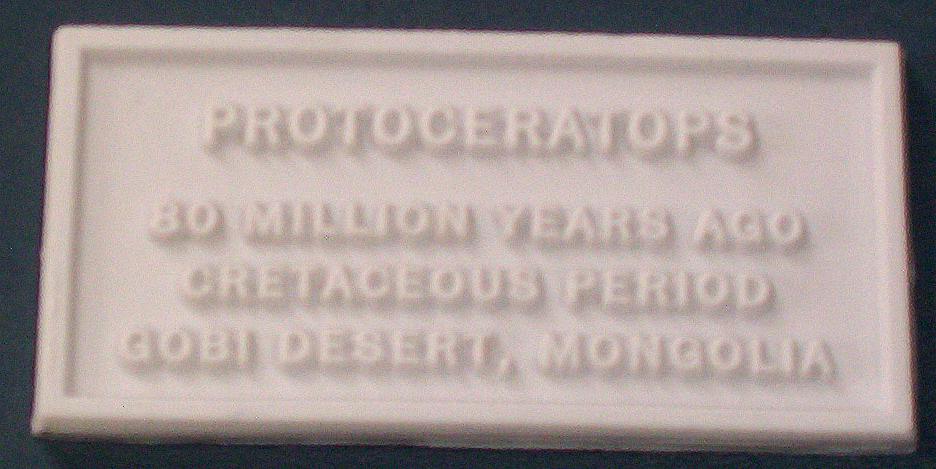 PROTOCERATOPS
80 MILLION YEARS AGO
CRETACEOUS PERIOD
GOBI DESERT, MONGOLIA